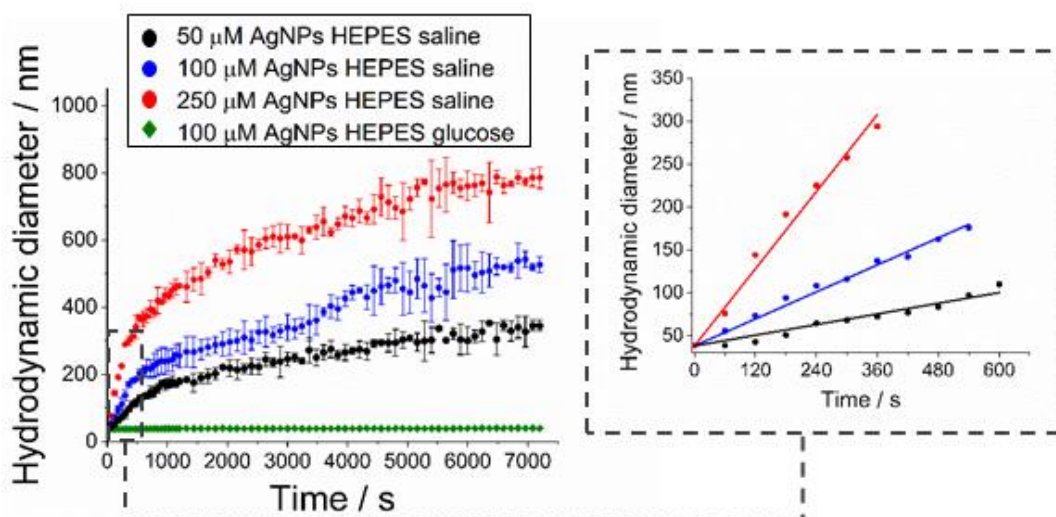 50 μM AgNPs HEPES saline
100 μM AgNPs HEPES saline
250 μM AgNPs HEPES saline
100 μM AgNPs HEPES glucose
Hydrodynamic diameter / nm
1000
800
600
400
200
0
0 1000 2000 3000 4000 5000 6000 7000
Time / s
Hydrodynamic diameter / nm
350
300
250
200
150
100
50
0 120 240 360 480 600
Time / s